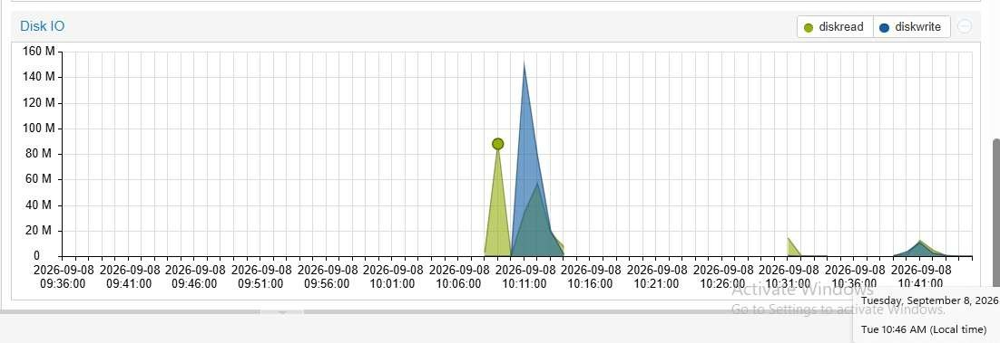 Disk IO
diskread diskwrite
160 M
140 M
120 M
100 M
80 M
60 M
40 M
20 M
0
2026-09-08 2026-09-08 2026-09-08 2026-09-08 2026-09-08 2026-09-08 2026-09-08 2026-09-08 2026-09-08 2026-09-08 2026-09-08 2026-09-08 2026-09-08 2026-09-08
09:36:00 09:41:00 09:46:00 09:51:00 09:56:00 10:01:00 10:06:00 10:11:00 10:16:00 10:21:00 10:26:00 10:31:00 10:36:00 10:41:00
Activate Windows
Go to Settings to activate Windows.
Tuesday, September 8, 2026
Tue 10:46 AM (Local time)